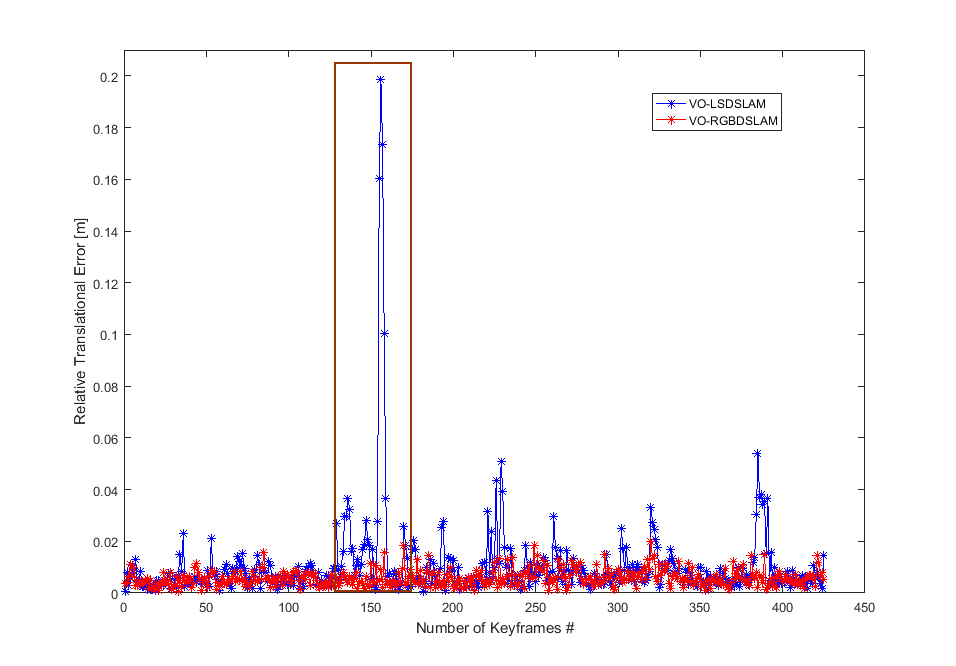 0.2
0.18
0.16
0.14
0.12
0.1
0.08
0.06
0.04
0.02
0
Relative Translational Error [m]
VO-LSDSLAM
VO-RGBDSLAM
0 50 100 150 200 250 300 350 400 450
Number of Keyframes #